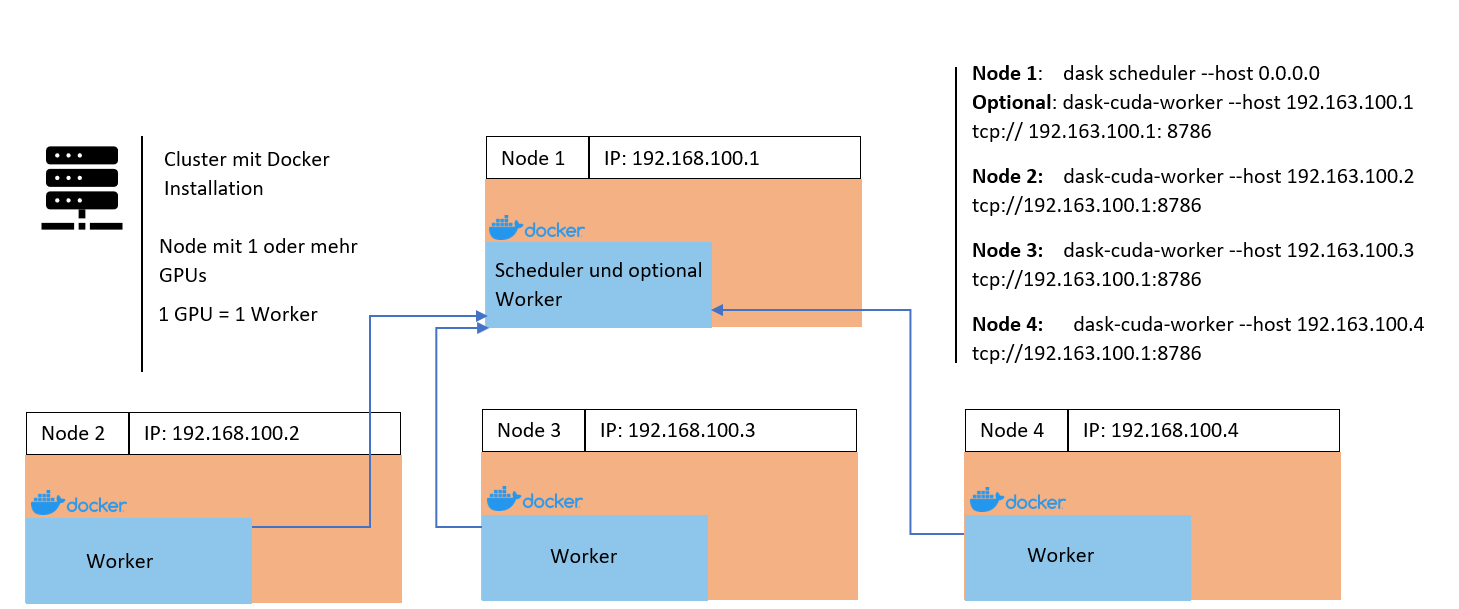 Cluster mit Docker
Installation
Node mit 1 oder mehr
GPUs
1 GPU = 1 Worker
Node 1 IP: 192.168.100.1
docker
Scheduler und optional
Worker
Node 1: dask scheduler --host 0.0.0.0
Optional: dask-cuda-worker --host 192.163.100.1
tcp:// 192.163.100.1: 8786
Node 2: dask-cuda-worker --host 192.163.100.2
tcp://192.163.100.1:8786
Node 3: dask-cuda-worker --host 192.163.100.3
tcp://192.163.100.1:8786
Node 4: dask-cuda-worker --host 192.163.100.4
tcp://192.163.100.1:8786
Node 2 IP: 192.168.100.2
docker
Worker
Node 3 IP: 192.168.100.3
docker
Worker
Node 4 IP: 192.168.100.4
docker
Worker